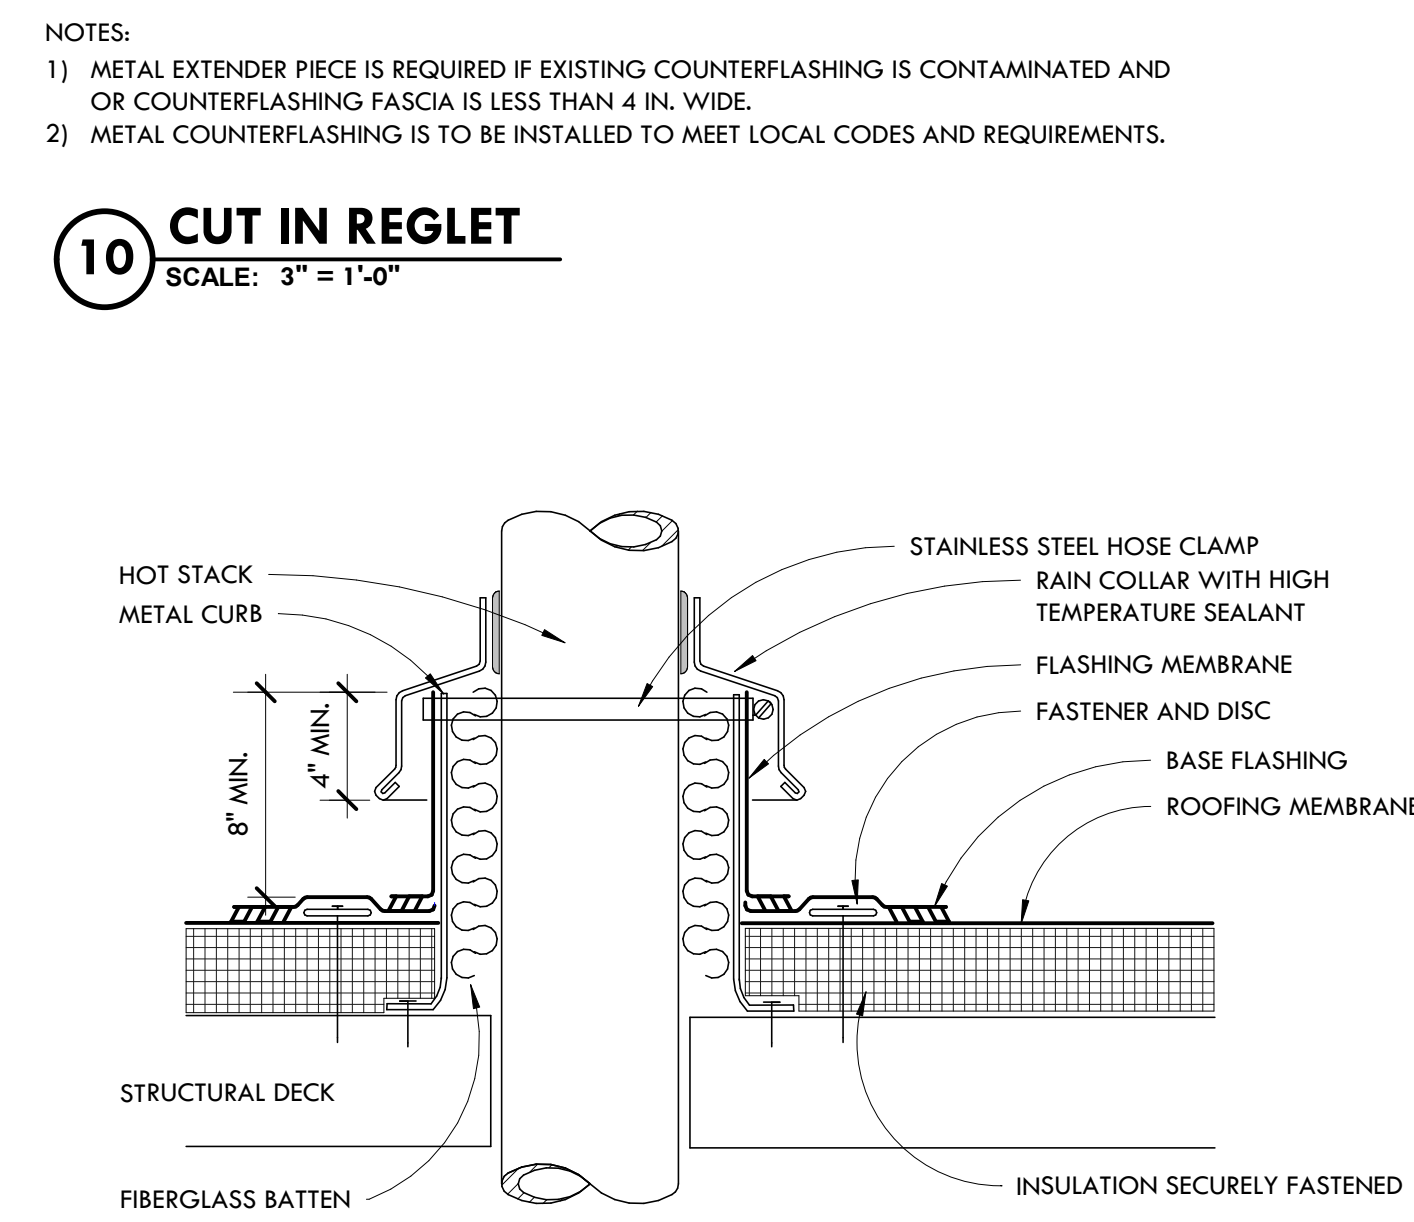 NOTES:
1) METAL EXTENDER PIECE IS REQUIRED IF EXISTING COUNTERFLASHING IS CONTAMINATED AND
OR COUNTERFLASHING FASCIA IS LESS THAN 4 IN. WIDE.
2) METAL COUNTERFLASHING IS TO BE INSTALLED TO MEET LOCAL CODES AND REQUIREMENTS.
10 CUT IN REGLET
SCALE: 3" = 1'-0"
STAINLESS STEEL HOSE CLAMP
HOT STACK
RAIN COLLAR WITH HIGH
TEMPERATURE SEALANT
METAL CURB
FLASHING MEMBRANE
FASTENER AND DISC
4" MIN.
8" MIN.
BASE FLASHING
ROOFING MEMBRANE
STRUCTURAL DECK
FIBERGLASS BATTEN
INSULATION SECURELY FASTENED